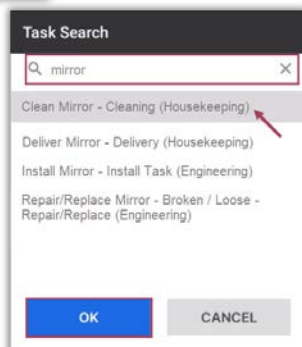 Task Search
mirror
Clean Mirror - Cleaning (Housekeeping)
Deliver Mirror - Delivery (Housekeeping)
Install Mirror - Install Task (Engineering)
Repair/Replace Mirror - Broken / Loose -
Repair/Replace (Engineering)
OK CANCEL